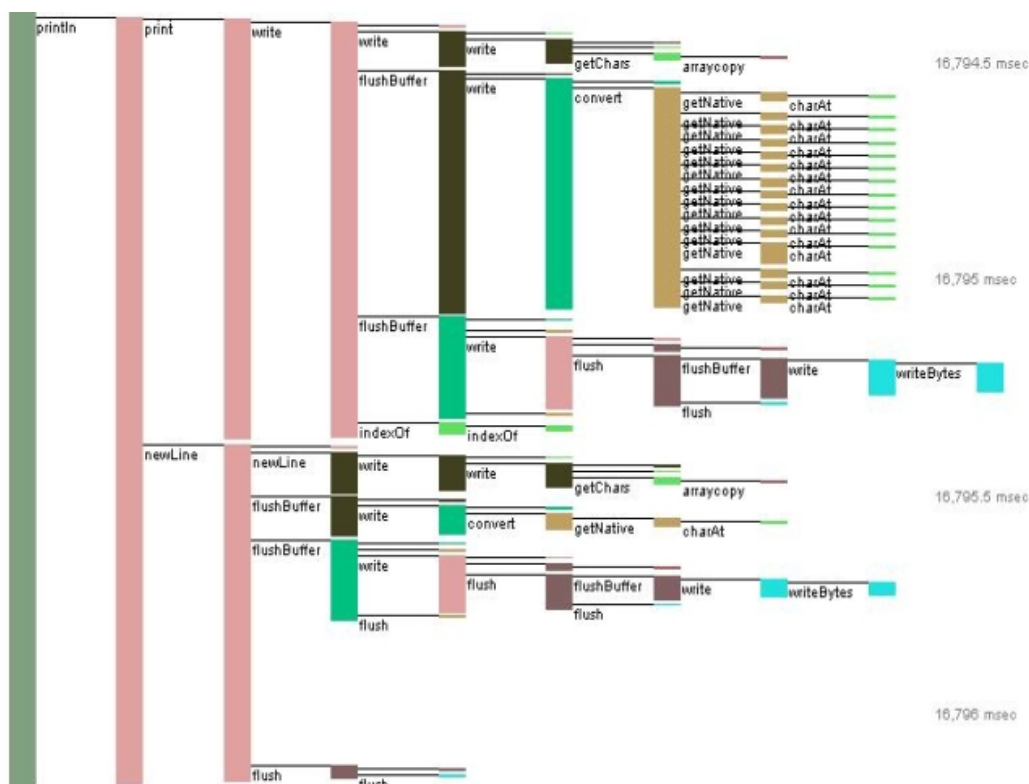 println print write write write getChars arraycopy
16,794.5 msec
flushBuffer write convert getNative charAt
getNative charAt
getNative charAt
getNative charAt
getNative charAt
getNative charAt
getNative charAt
getNative charAt
getNative charAt
getNative charAt
getNative charAt
getNative charAt
getNative charAt
16,795 msec
getNative charAt
getNative charAt
flushBuffer write flush flushBuffer write writeBytes
flush
indexOf indexOf
newLine newLine write write getChars arraycopy
16,795.5 msec
flushBuffer write convert getNative charAt
flushBuffer write flush flushBuffer write writeBytes
flush flush
16,796 msec
flush flush